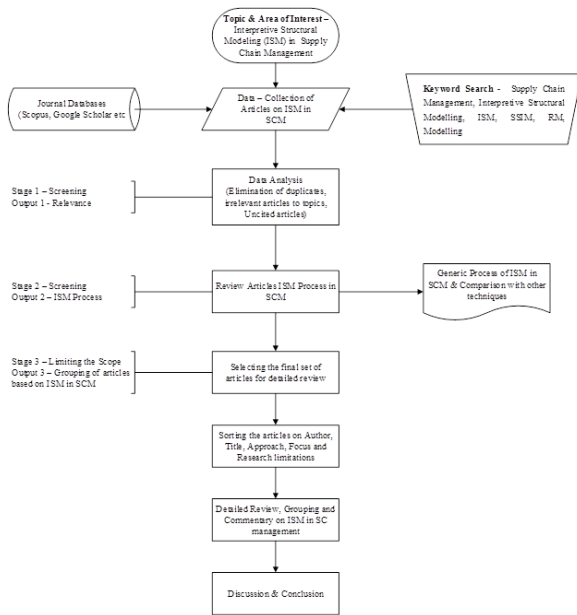 Topic & Area of Interest –
Interpretive Structural
Modeling (ISM) in Supply
Chain Management
Journal Databases
(Scopus, Google Scholar etc
Data – Collection of
Articles on ISM in
SCM
Keyword Search - Supply Chain
Management, Interpretive Structural
Modelling, ISM, SSIM, RM,
Modelling
Stage 1 – Screening
Output 1 - Relevance
Data Analysis
(Elimination of duplicates,
irrelevant articles to topics,
Uncited articles)
Stage 2 – Screening
Output 2 – ISM Process
Review Articles ISM Process in
SCM
Generic Process of ISM in
SCM & Comparison with other
techniques
Stage 3 – Limiting the Scope
Output 3 – Grouping of articles
based on ISM in SCM
Selecting the final set of
articles for detailed review
Sorting the articles on Author,
Title, Approach, Focus and
Research limitations
Detailed Review, Grouping and
Commentary on ISM in SC
management
Discussion & Conclusion